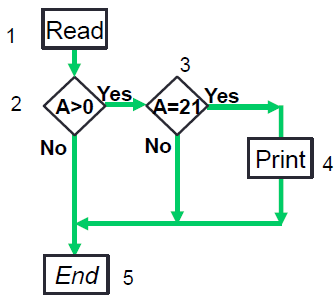 1 Read
3
2 A>0 Yes A=21 Yes
No No
Print 4
End 5